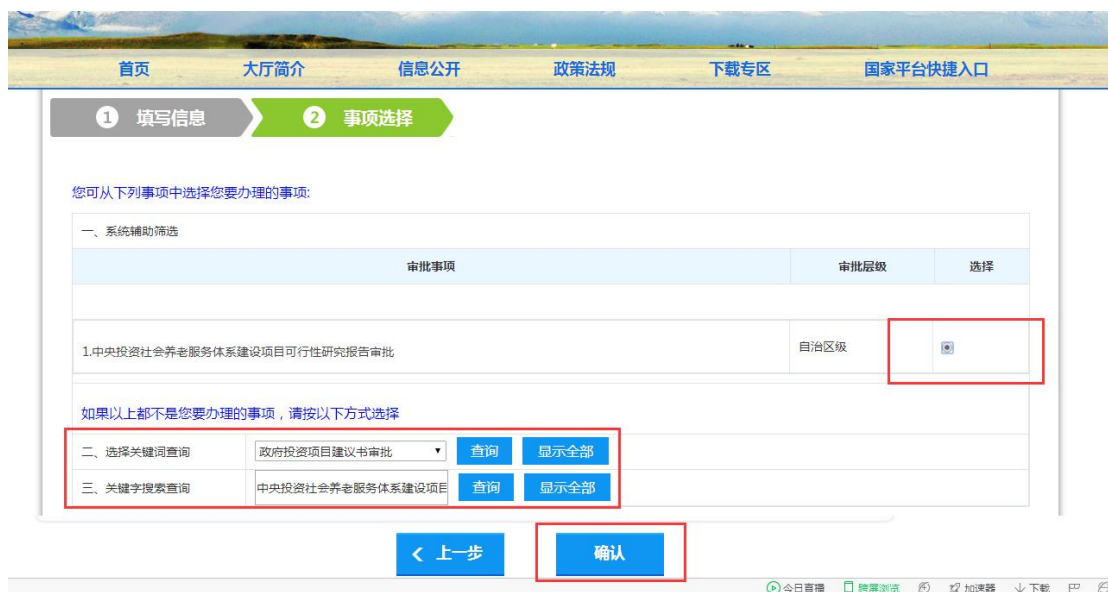 首页 大厅简介 信息公开 政策法规 下载专区 国家平台快捷入口
1 填写信息 2 事项选择
您可从下列事项中选择您要办理的事项:
一、系统辅助筛选
审批事项 审批层级 选择
1.中央投资社会养老服务体系建设项目可行性研究报告审批 自治区级
如果以上都不是您要办理的事项，请按以下方式选择
二、选择关键词查询 政府投资项目建议书审批 查询 显示全部
三、关键字搜索查询 中央投资社会养老服务体系建设项目 查询 显示全部
上一步 确认
今日直播 跨屏浏览 加速器 下载